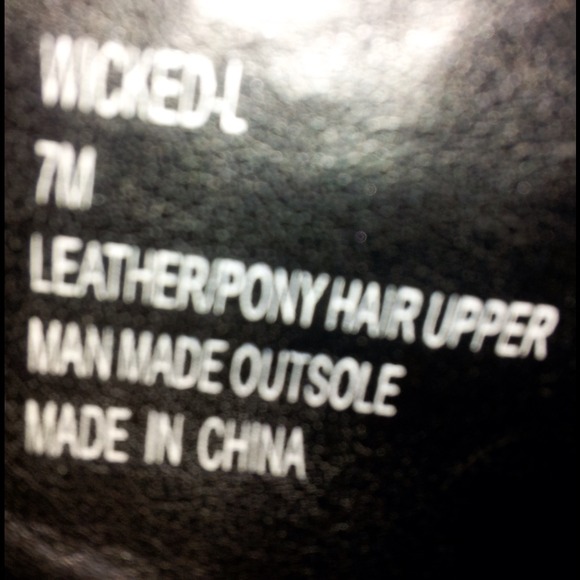 WICKED-L
7M
LEATHER/PONY HAIR UPPER
MAN MADE OUTSOLE
MADE IN CHINA